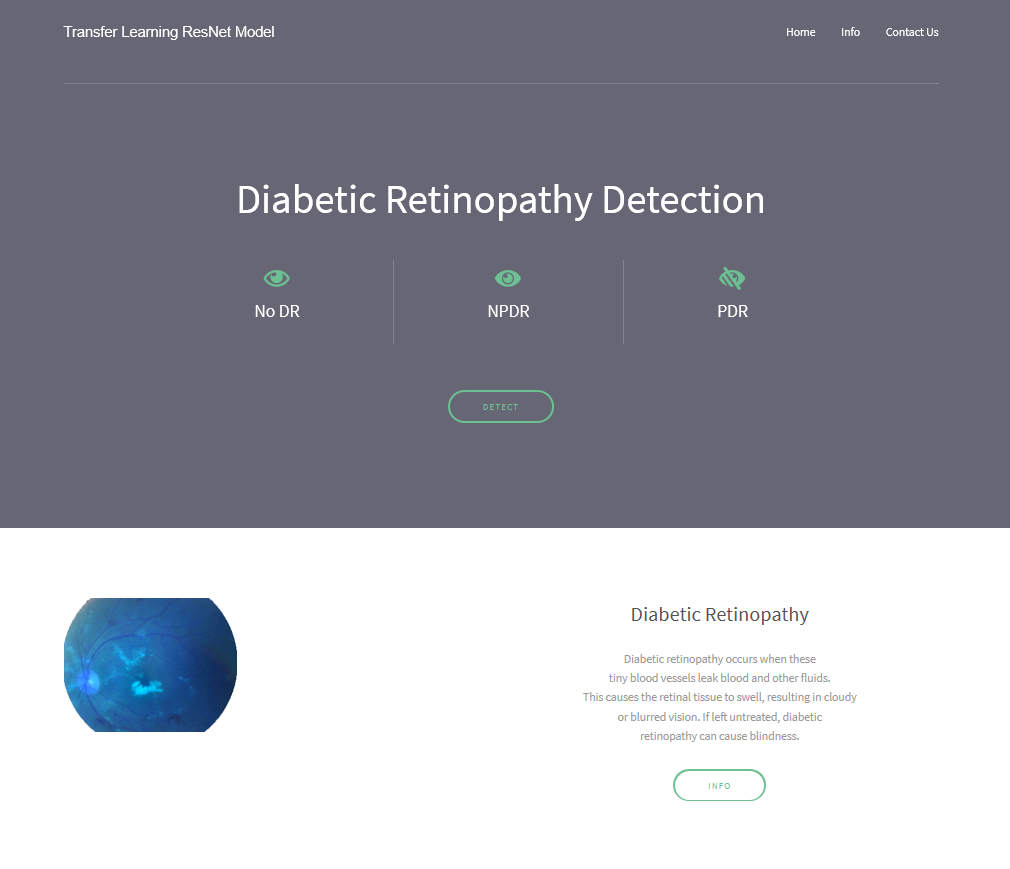 Transfer Learning ResNet Model
Home Info Contact Us
Diabetic Retinopathy Detection
No DR
NPDR
PDR
DETECT
Diabetic Retinopathy
Diabetic retinopathy occurs when these
tiny blood vessels leak blood and other fluids.
This causes the retinal tissue to swell, resulting in cloudy
or blurred vision. If left untreated, diabetic
retinopathy can cause blindness.
INFO